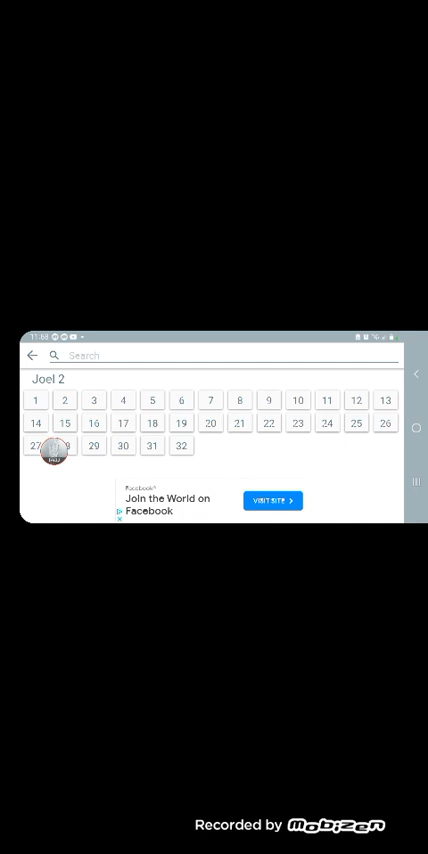 11:53
Search
Joel 2
1 2 3 4 5 6 7 8 9 10 11 12 13
14 15 16 17 18 19 20 21 22 23 24 25 26
27 29 30 31 32
Facebook®
Join the World on
Facebook
VISIT SITE
Recorded by Mobizen